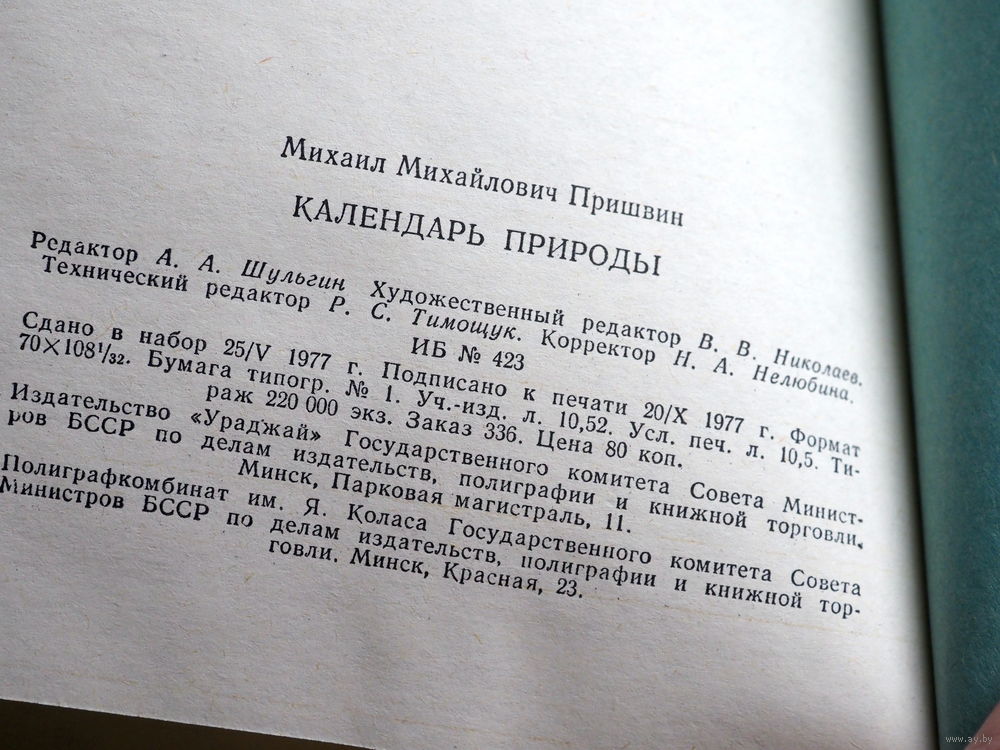 Михаил Михайлович Пришвин
КАЛЕНДАРЬ ПРИРОДЫ
Редактор А. А. Шульгин Художественный редактор В. В. Николаев.
Технический редактор Р. С. Тимощук. Корректор Н. А. Нелюбина.
ИБ № 423
Сдано в набор 25/V 1977 г. Подписано к печати 20/X 1977 г. Формат
70×108¹/₃₂. Бумага типогр. № 1. Уч.-изд. л. 10,52. Усл. печ. л. 10,5. Ти-
раж 220 000 экз. Заказ 336. Цена 80 коп.
Издательство «Ураджай» Государственного комитета Совета Минист-
ров БССР по делам издательств, полиграфии и книжной торговли,
Минск, Парковая магистраль, 11.
Полиграфкомбинат им. Я. Коласа Государственного комитета Совета
Министров БССР по делам издательств, полиграфии и книжной тор-
говли. Минск, Красная, 23.
www.ay.by